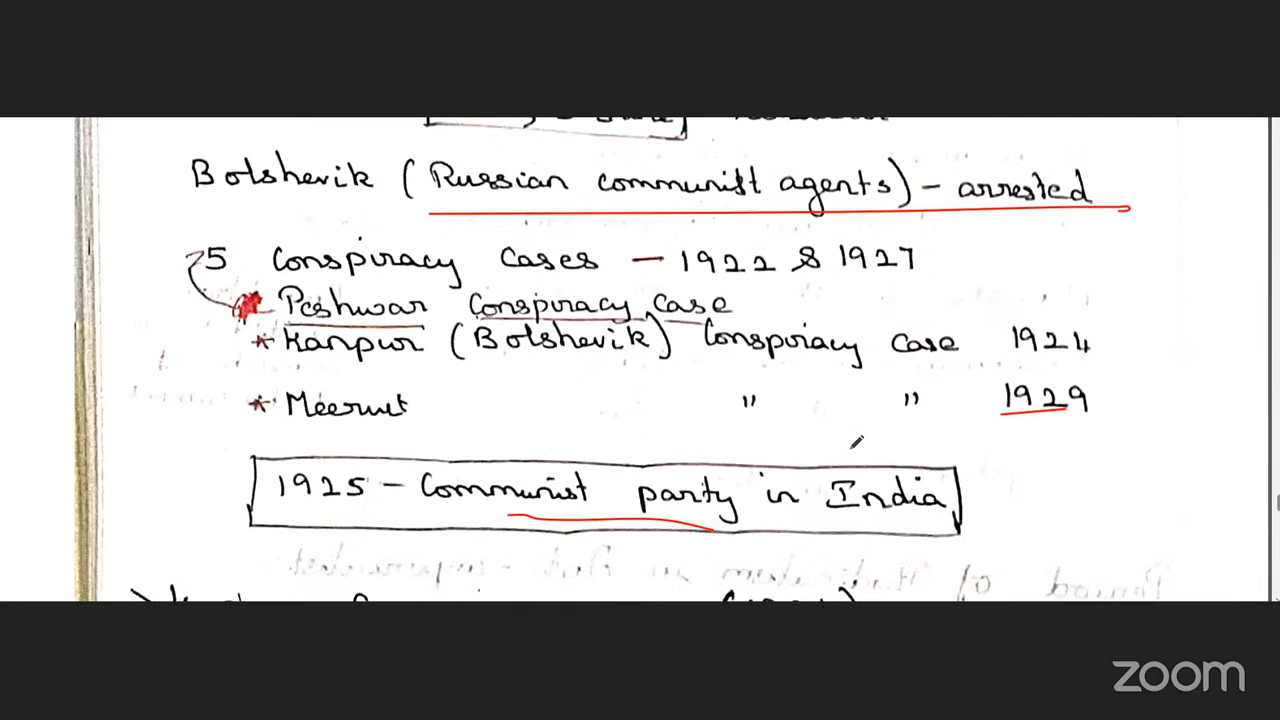 Bolshevik (Russian communist agents) - arrested
5 Conspiracy Cases - 1922 & 1927
* Peshwar Conspiracy Case
* Kanpur (Bolshevik) Conspiracy Case 1924
* Meerut " " 1929
1925 - Communist party in India
zoom